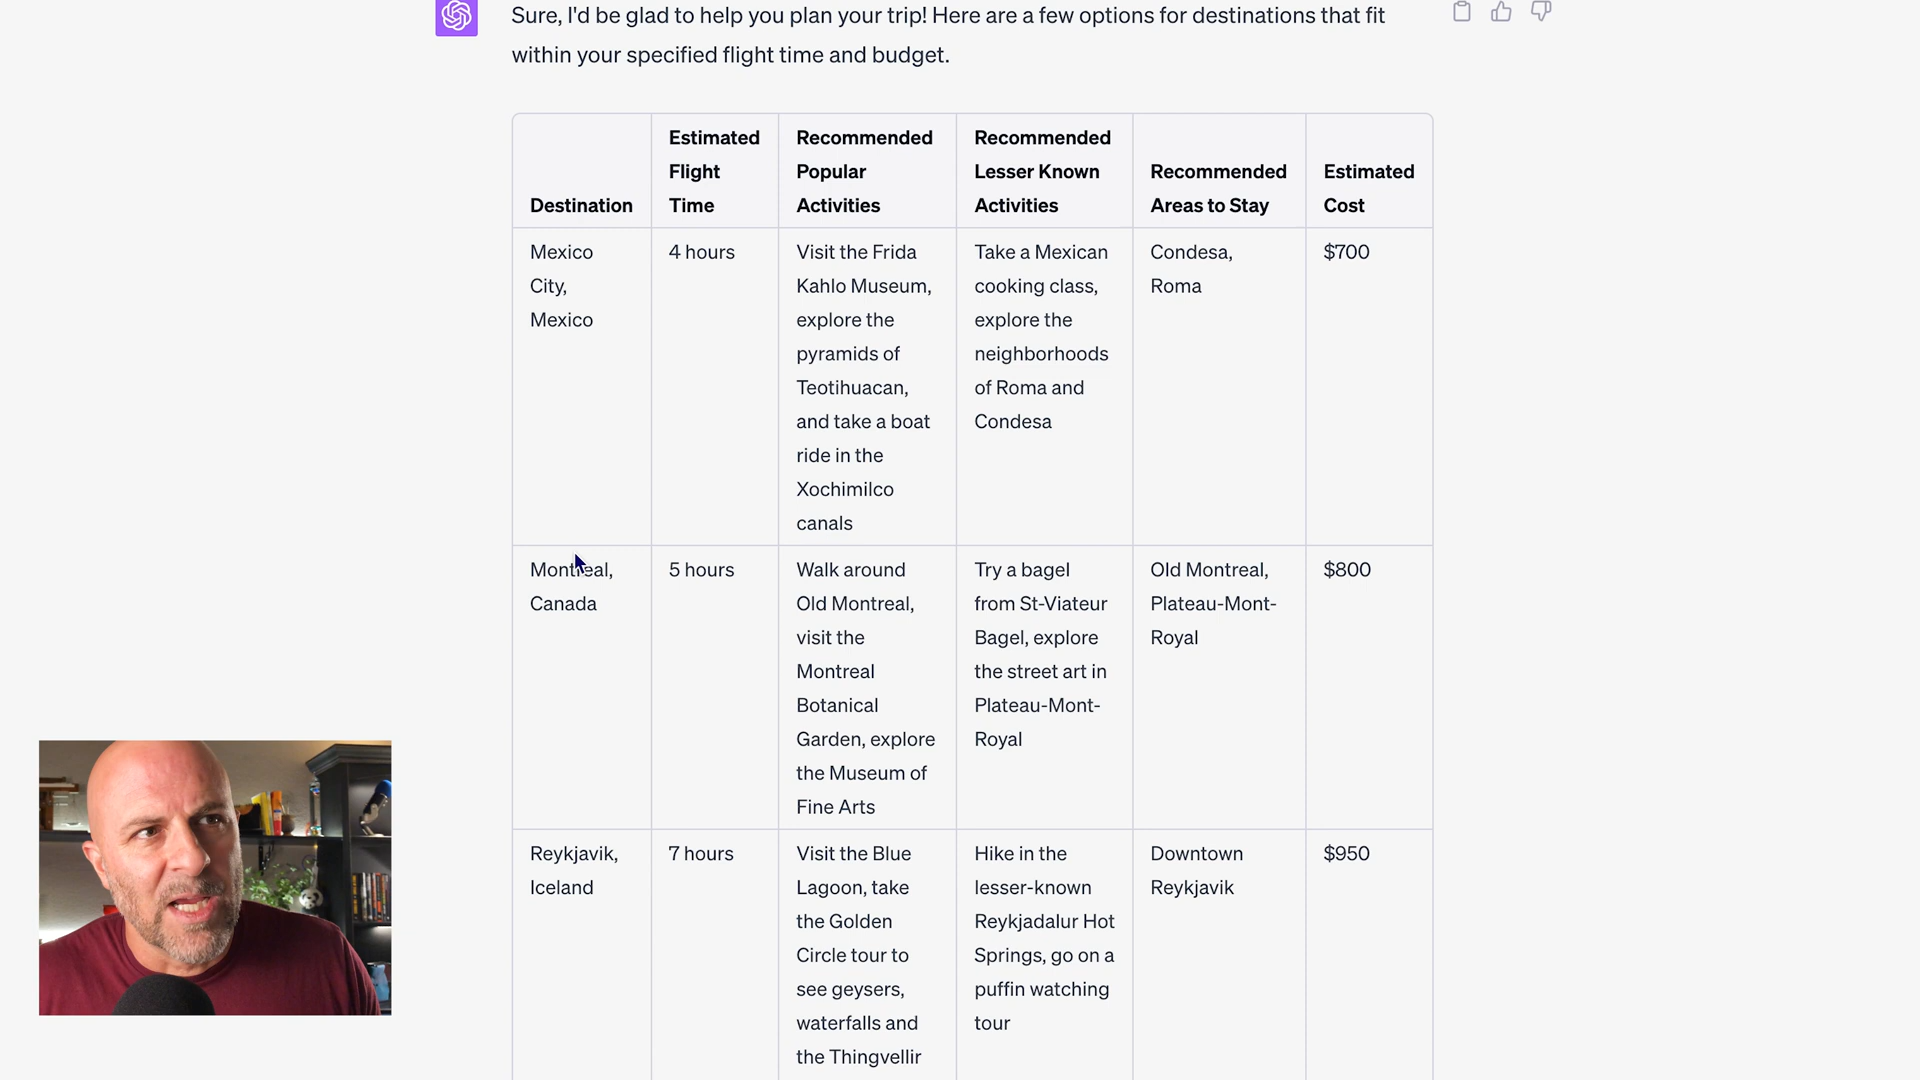 Sure, I'd be glad to help you plan your trip! Here are a few options for destinations that fit
within your specified flight time and budget.
Destination
Estimated
Flight
Time
Recommended
Popular
Activities
Recommended
Lesser Known
Activities
Recommended
Areas to Stay
Estimated
Cost
Mexico
City,
Mexico
4 hours
Visit the Frida
Kahlo Museum,
explore the
pyramids of
Teotihuacan,
and take a boat
ride in the
Xochimilco
canals
Take a Mexican
cooking class,
explore the
neighborhoods
of Roma and
Condesa
Condesa,
Roma
$700
Montreal,
Canada
5 hours
Walk around
Old Montreal,
visit the
Montreal
Botanical
Garden, explore
the Museum of
Fine Arts
Try a bagel
from St-Viateur
Bagel, explore
the street art in
Plateau-Mont-
Royal
Old Montreal,
Plateau-Mont-
Royal
$800
Reykjavik,
Iceland
7 hours
Visit the Blue
Lagoon, take
the Golden
Circle tour to
see geysers,
waterfalls and
the Thingvellir
Hike in the
lesser-known
Reykjadalur Hot
Springs, go on a
puffin watching
tour
Downtown
Reykjavik
$950